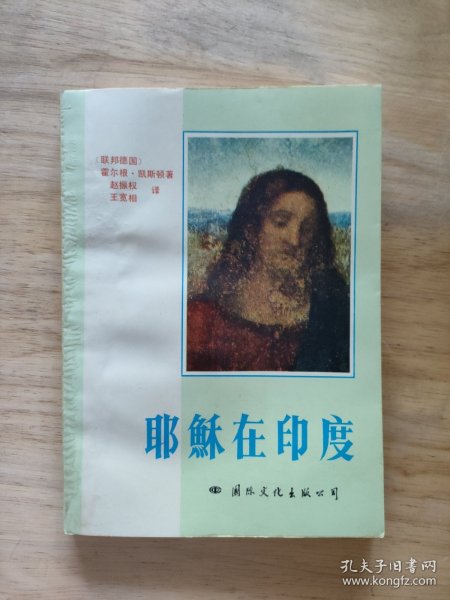 （联邦德国）
霍尔根·凯斯顿著
赵振权
王宽相
译
耶穌在印度
国际文化出版公司
孔夫子旧书网
www.kongfz.com